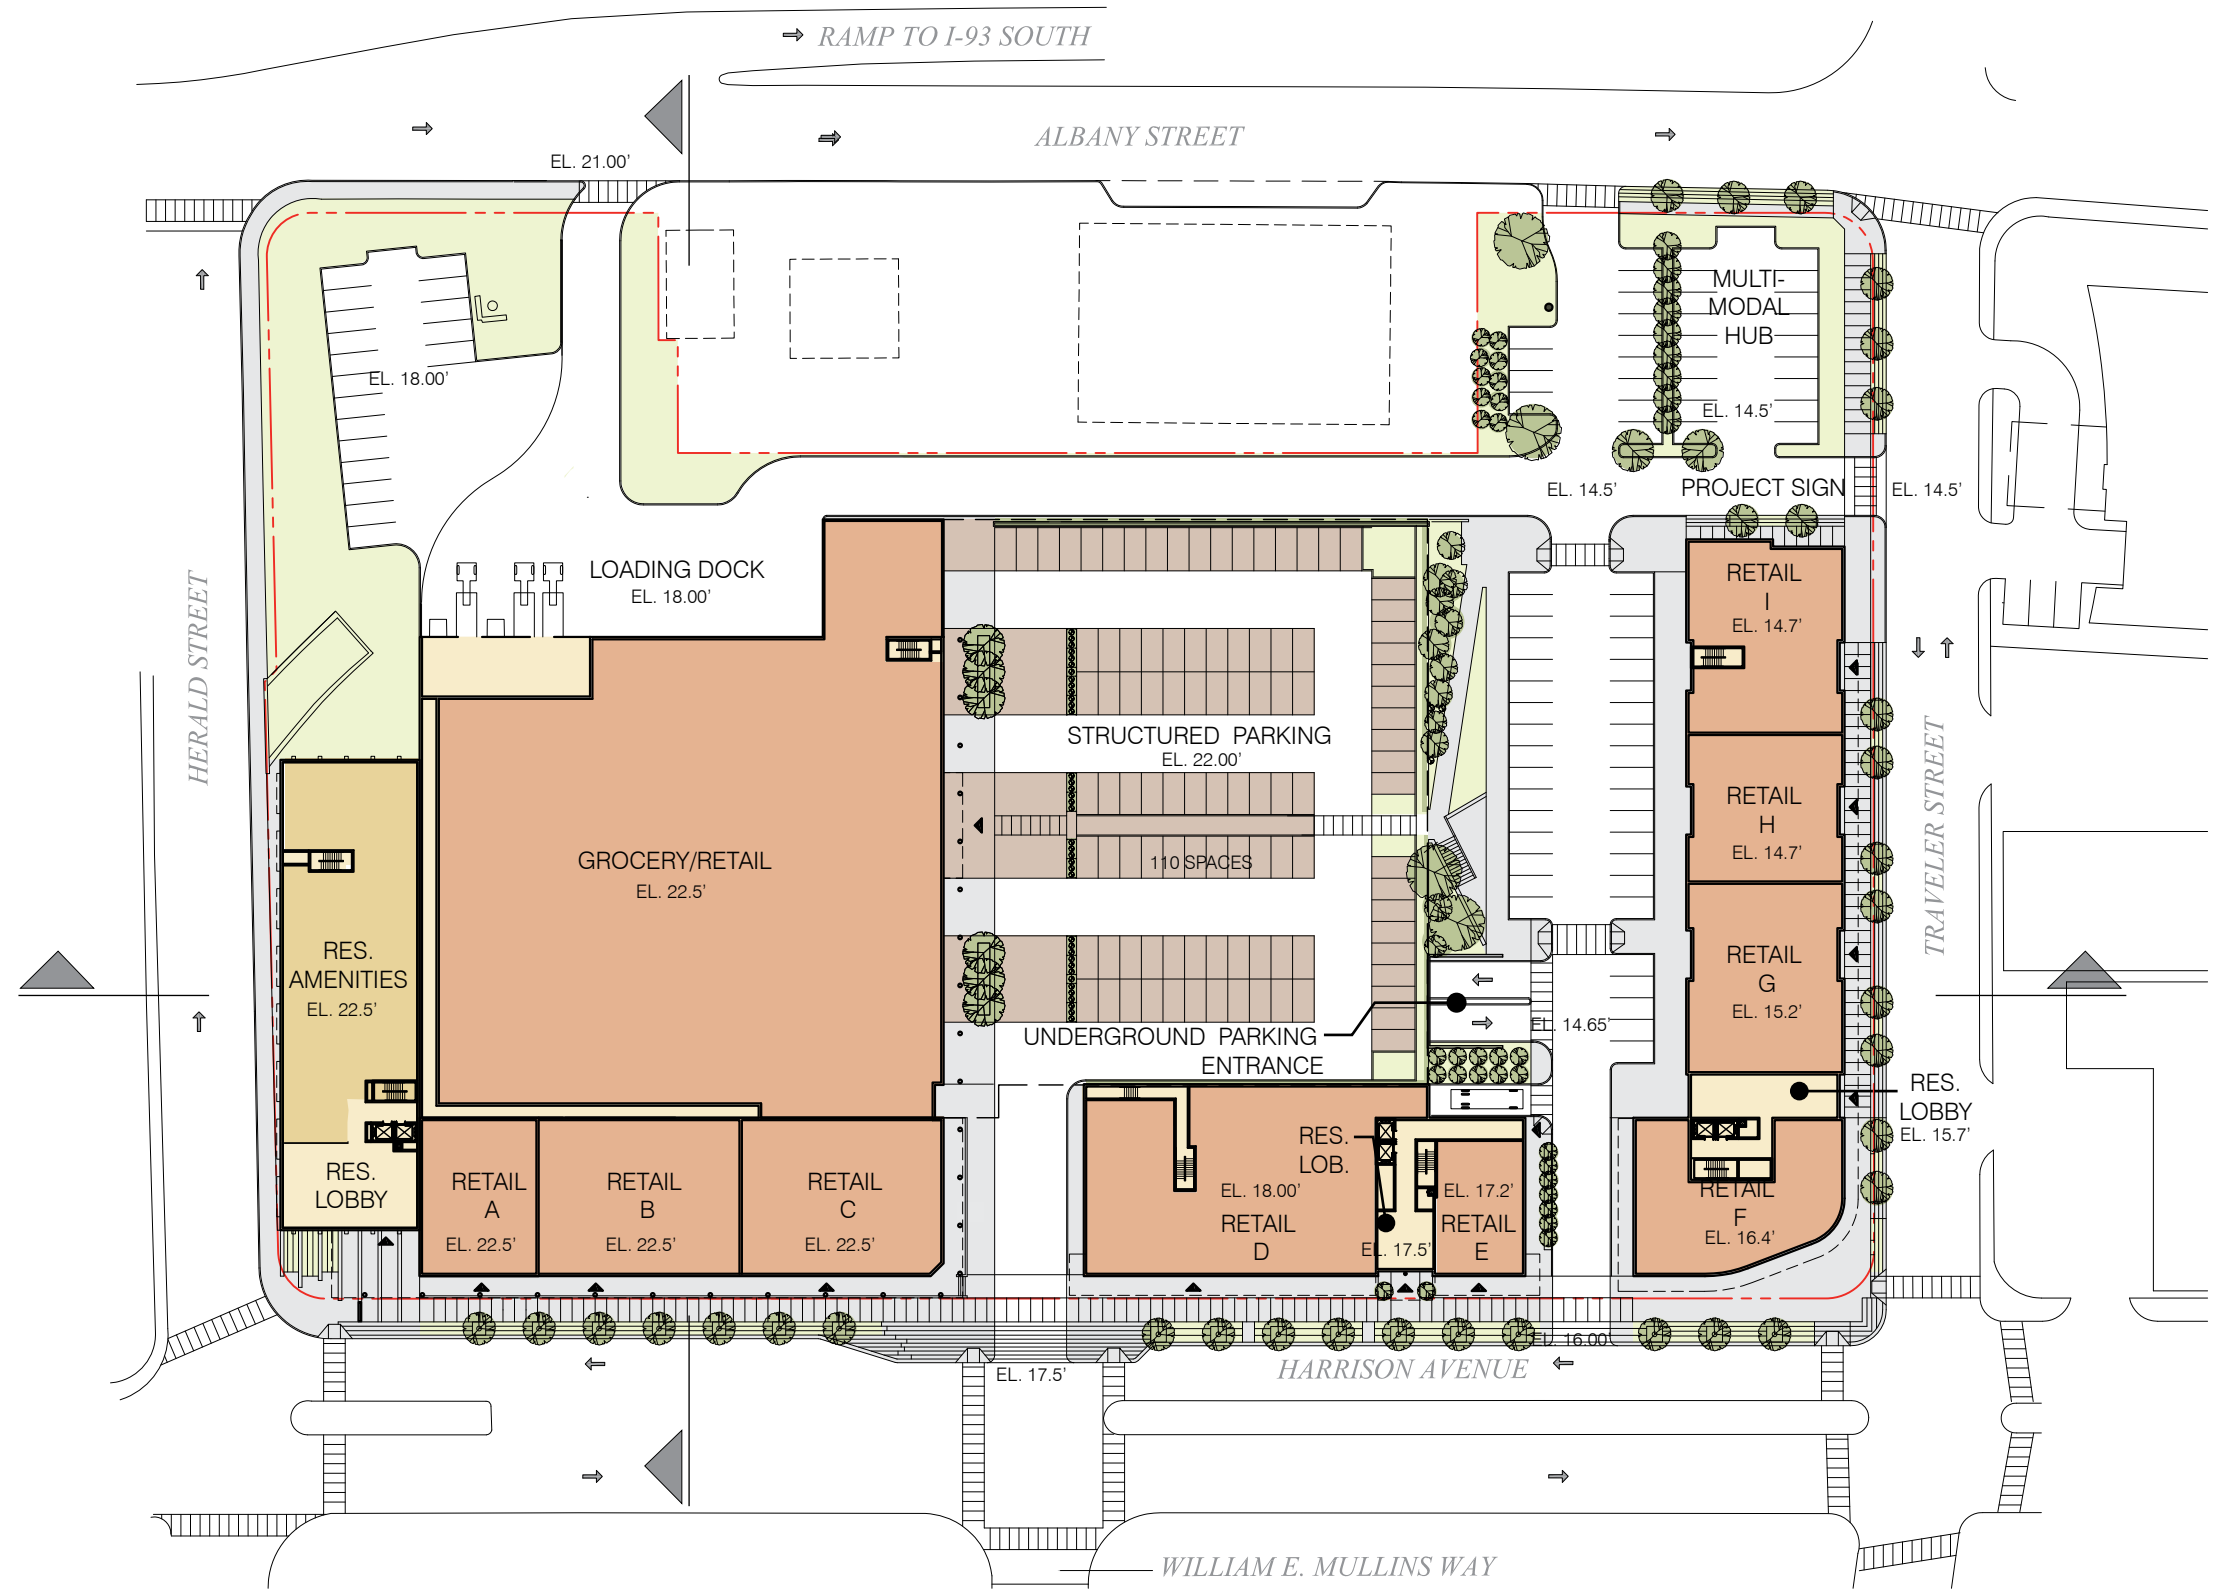 RAMP TO I-93 SOUTH
ALBANY STREET
EL. 21.00’
MULTI-
MODAL
HUB
EL. 18.00’
EL. 14.5’
EL. 14.5’
PROJECT SIGN
EL. 14.5’
LOADING DOCK
EL. 18.00’
RETAIL
I
EL. 14.7’
HERALD STREET
STRUCTURED PARKING
EL. 22.00’
TRAVELER STREET
RETAIL
H
EL. 14.7’
GROCERY/RETAIL
EL. 22.5’
110 SPACES
RES.
AMENITIES
EL. 22.5’
RETAIL
G
EL. 15.2’
UNDERGROUND PARKING
ENTRANCE
EL. 14.65’
RES.
LOBBY
EL. 15.7’
RES.
LOBBY
RETAIL
A
EL. 22.5’
RETAIL
B
EL. 22.5’
RETAIL
C
EL. 22.5’
RES.
LOB.
EL. 18.00’
RETAIL
D
EL. 17.5’
EL. 17.2’
RETAIL
E
RETAIL
F
EL. 16.4’
EL. 16.00’
EL. 17.5’
HARRISON AVENUE
WILLIAM E. MULLINS WAY